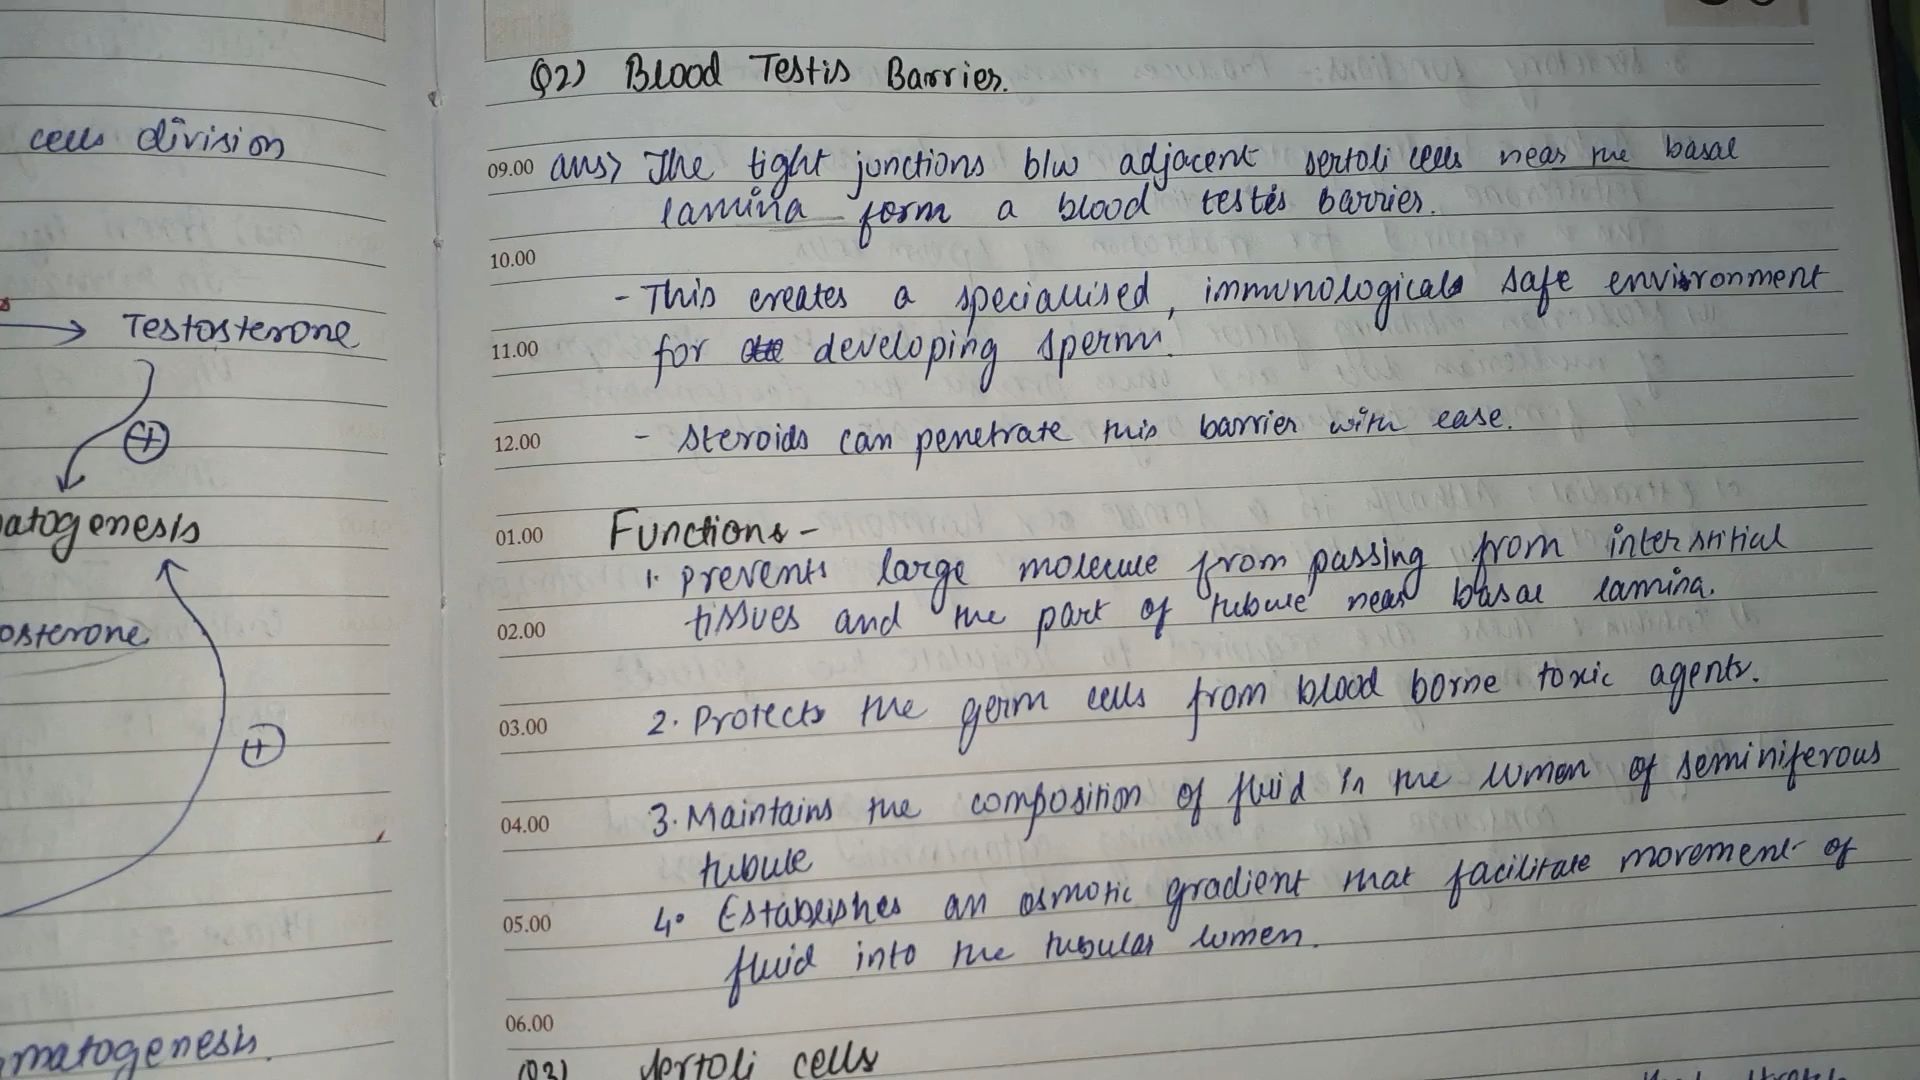 cells division
Testosterone
+
atogenesis
osterone
+
matogenesis.
Q2) Blood Testis Barrier.
09.00 ans> The tight junctions b/w adjacent sertoli cells near the basal
lamina form a blood testis barrier.
10.00
- This creates a speciallised, immunological safe environment
11.00 for developing sperm.
12.00 - steroids can penetrate this barrier with ease.
01.00 Functions -
1. prevents large molecule from passing from interstitial
02.00 tissues and the part of tubule near basal lamina.
03.00 2. Protects the germ cells from blood borne toxic agents.
04.00 3. Maintains the composition of fluid in the lumen of seminiferous
tubule
05.00 4. Establishes an osmotic gradient that facilitate movement of
fluid into the tubular lumen.
06.00
Q3) Sertoli cells